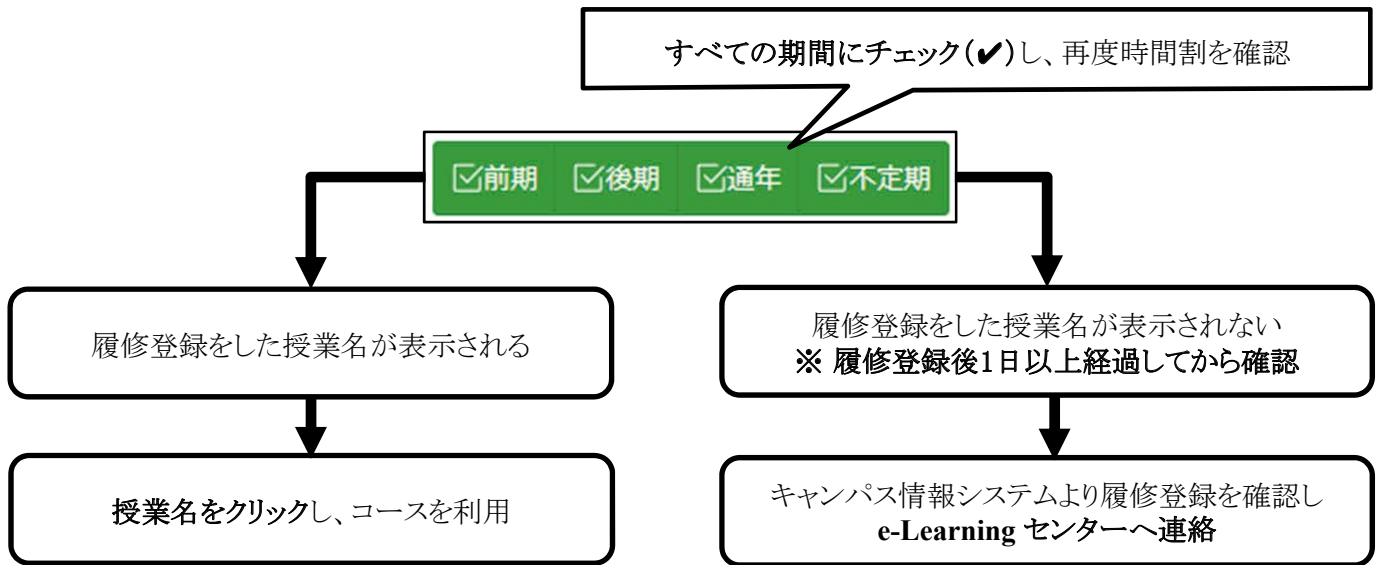 すべての期間にチェック(✔)し、再度時間割を確認
☑前期 ☑後期 ☑通年 ☑不定期
履修登録をした授業名が表示される
履修登録をした授業名が表示されない
※ 履修登録後1日以上経過してから確認
授業名をクリックし、コースを利用
キャンパス情報システムより履修登録を確認し
e-Learning センターへ連絡